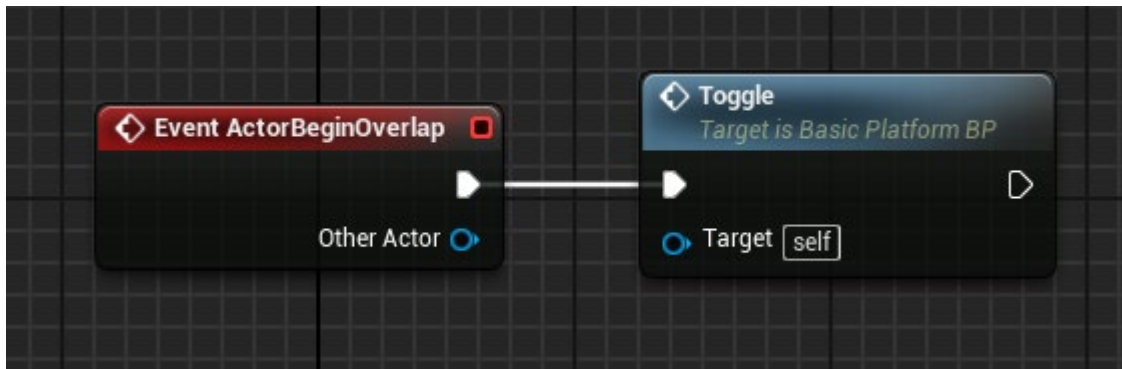 Event ActorBeginOverlap
Other Actor
Toggle
Target is Basic Platform BP
Target self